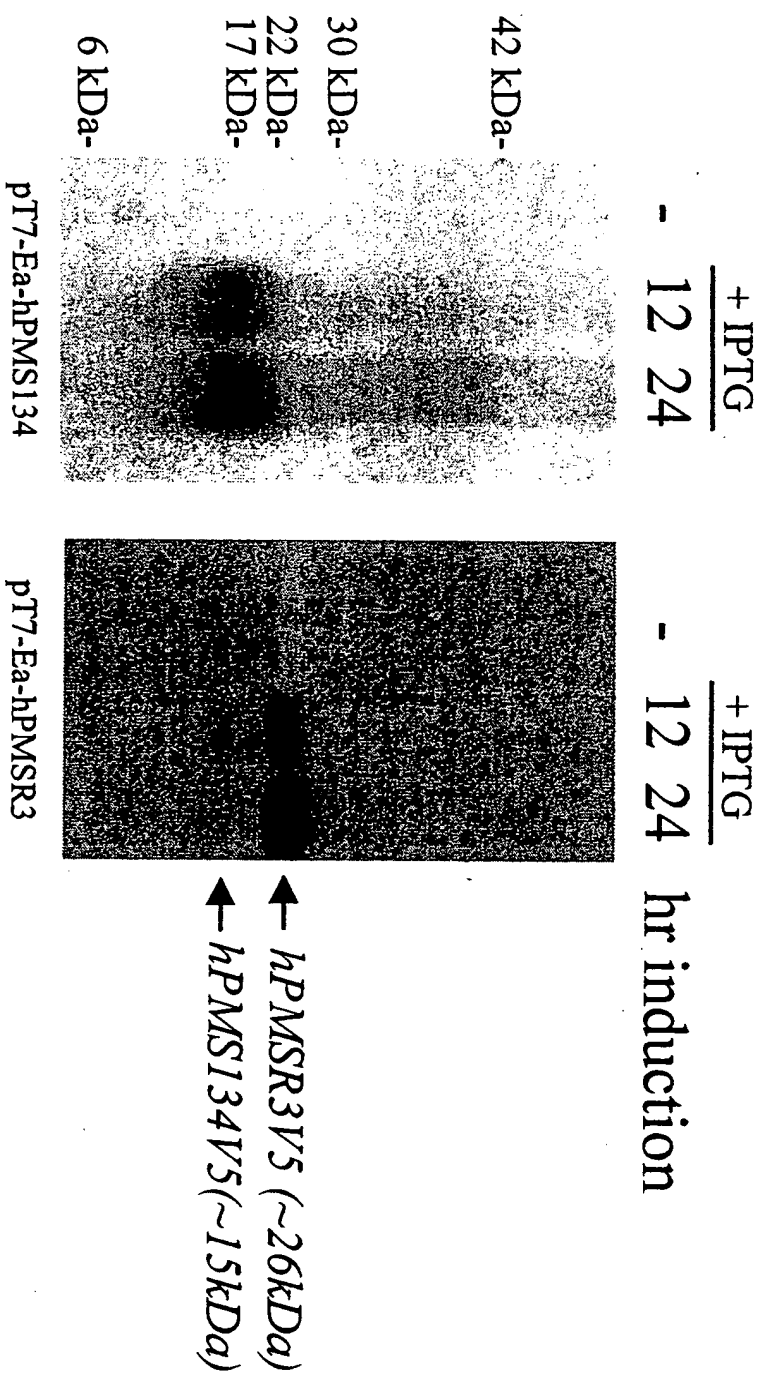 + IPTG
- 12 24
+ IPTG
- 12 24 hr induction
42 kDa-
30 kDa-
22 kDa-
17 kDa-
6 kDa-
hPMSR3V5 (~26kDa)
hPMS134V5(~15kDa)
pT7-Ea-hPMS134
pT7-Ea-hPMSR3